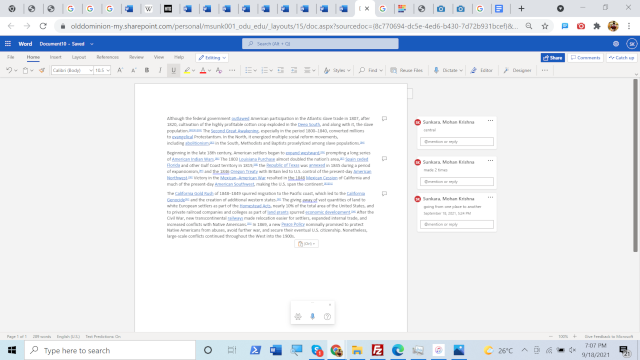 olddominion-my.sharepoint.com/personal/msunk001_odu_edu/_layouts/15/doc.aspx?sourcedoc={8c770694-dc5e-4ed6-b430-7d72b931bcef}&...
Word Document10 - Saved
Search (Alt + Q)
File Home Insert Layout References Review View Help Editing
Share Comments Catch up
Calibri (Body) 10.5 B I U Styles Find Reuse Files Dictate Editor Designer
Although the federal government outlawed American participation in the Atlantic slave trade in 1807, after
1820, cultivation of the highly profitable cotton crop exploded in the Deep South, and along with it, the slave
population. The Second Great Awakening, especially in the period 1800–1840, converted millions
to evangelical Protestantism. In the North, it energized multiple social reform movements,
including abolitionism; in the South, Methodists and Baptists proselytized among slave populations.
Beginning in the late 18th century, American settlers began to expand westward, prompting a long series
of American Indian Wars. The 1803 Louisiana Purchase almost doubled the nation's area, Spain ceded
Florida and other Gulf Coast territory in 1819, the Republic of Texas was annexed in 1845 during a period
of expansionism, and the 1846 Oregon Treaty with Britain led to U.S. control of the present-day American
Northwest. Victory in the Mexican–American War resulted in the 1848 Mexican Cession of California and
much of the present-day American Southwest, making the U.S. span the continent.
The California Gold Rush of 1848–1849 spurred migration to the Pacific coast, which led to the California
Genocide and the creation of additional western states. The giving away of vast quantities of land to
white European settlers as part of the Homestead Acts, nearly 10% of the total area of the United States, and
to private railroad companies and colleges as part of land grants spurred economic development. After the
Civil War, new transcontinental railways made relocation easier for settlers, expanded internal trade, and
increased conflicts with Native Americans. In 1869, a new Peace Policy nominally promised to protect
Native Americans from abuses, avoid further war, and secure their eventual U.S. citizenship. Nonetheless,
large-scale conflicts continued throughout the West into the 1900s.
(Ctrl)
Sunkara, Mohan Krishna
central
@mention or reply
Sunkara, Mohan Krishna
made 2 times
@mention or reply
Sunkara, Mohan Krishna
going from one place to another
September 18, 2021, 7:04 PM
@mention or reply
Page 1 of 1 289 words English (U.S.) Text Predictions: On
100% Give Feedback to Microsoft
Type here to search
26°C
7:07 PM
9/18/2021